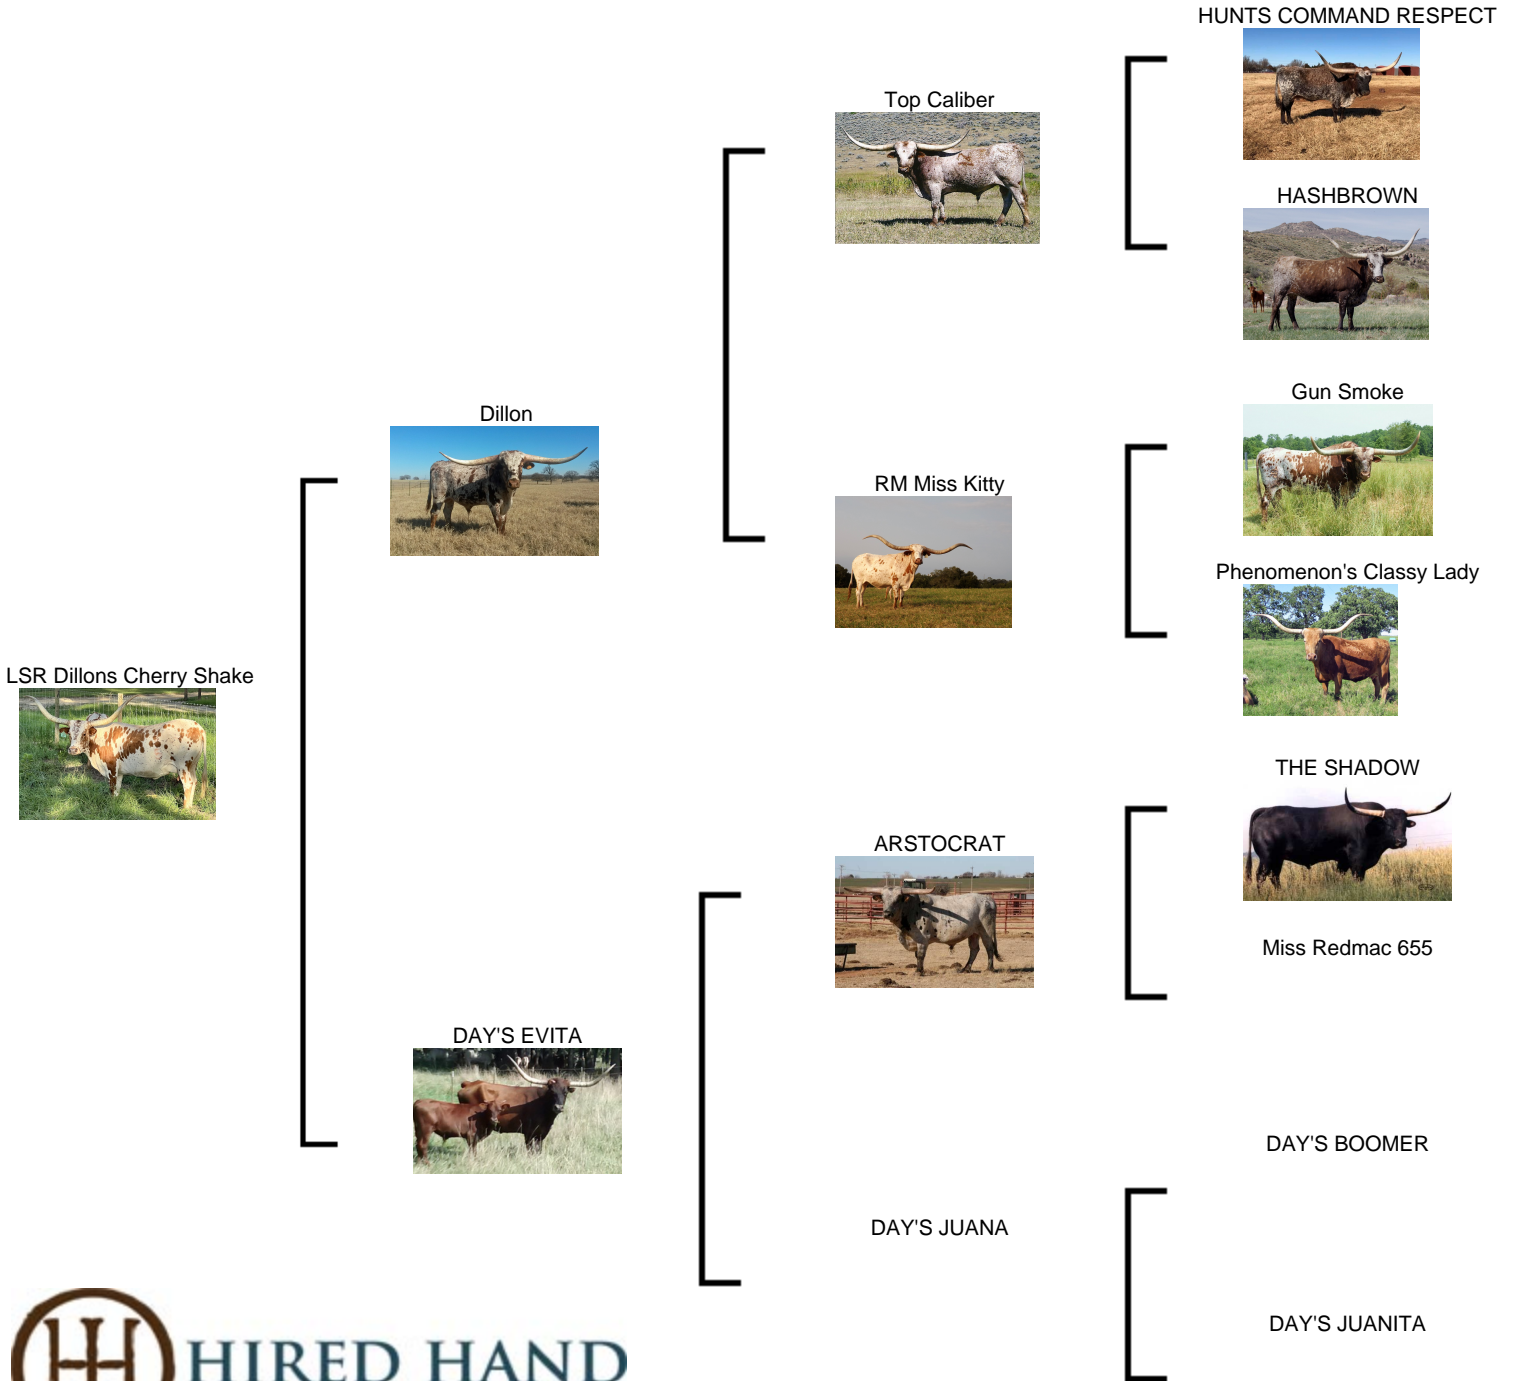 HUNTS COMMAND RESPECT
Top Caliber
HASHBROWN
Gun Smoke
Dillon
RM Miss Kitty
Phenomenon's Classy Lady
LSR Dillons Cherry Shake
THE SHADOW
ARSTOCRAT
Miss Redmac 655
DAY'S EVITA
DAY'S BOOMER
DAY'S JUANA
DAY'S JUANITA
HIRED HAND